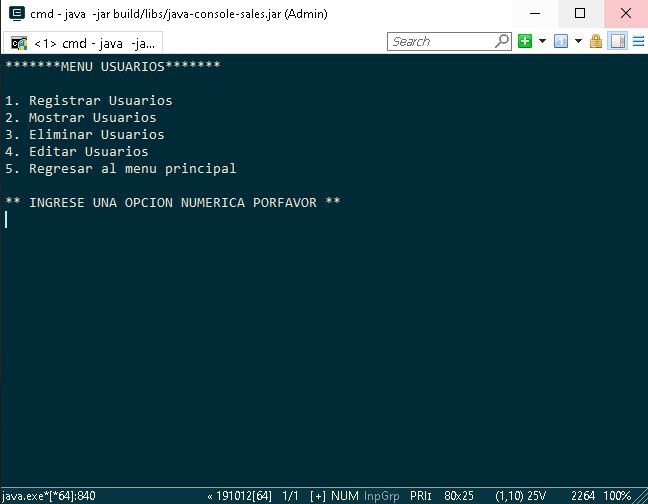 cmd - java -jar build/libs/java-console-sales.jar (Admin)
<1> cmd - java -ja...
Search
*******MENU USUARIOS*******
1. Registrar Usuarios
2. Mostrar Usuarios
3. Eliminar Usuarios
4. Editar Usuarios
5. Regresar al menu principal
** INGRESE UNA OPCION NUMERICA PORFAVOR **
java.exe*[*64]:840 « 191012[64] 1/1 [+] NUM InpGrp PRI: 80x25 (1,10) 25V 2264 100%